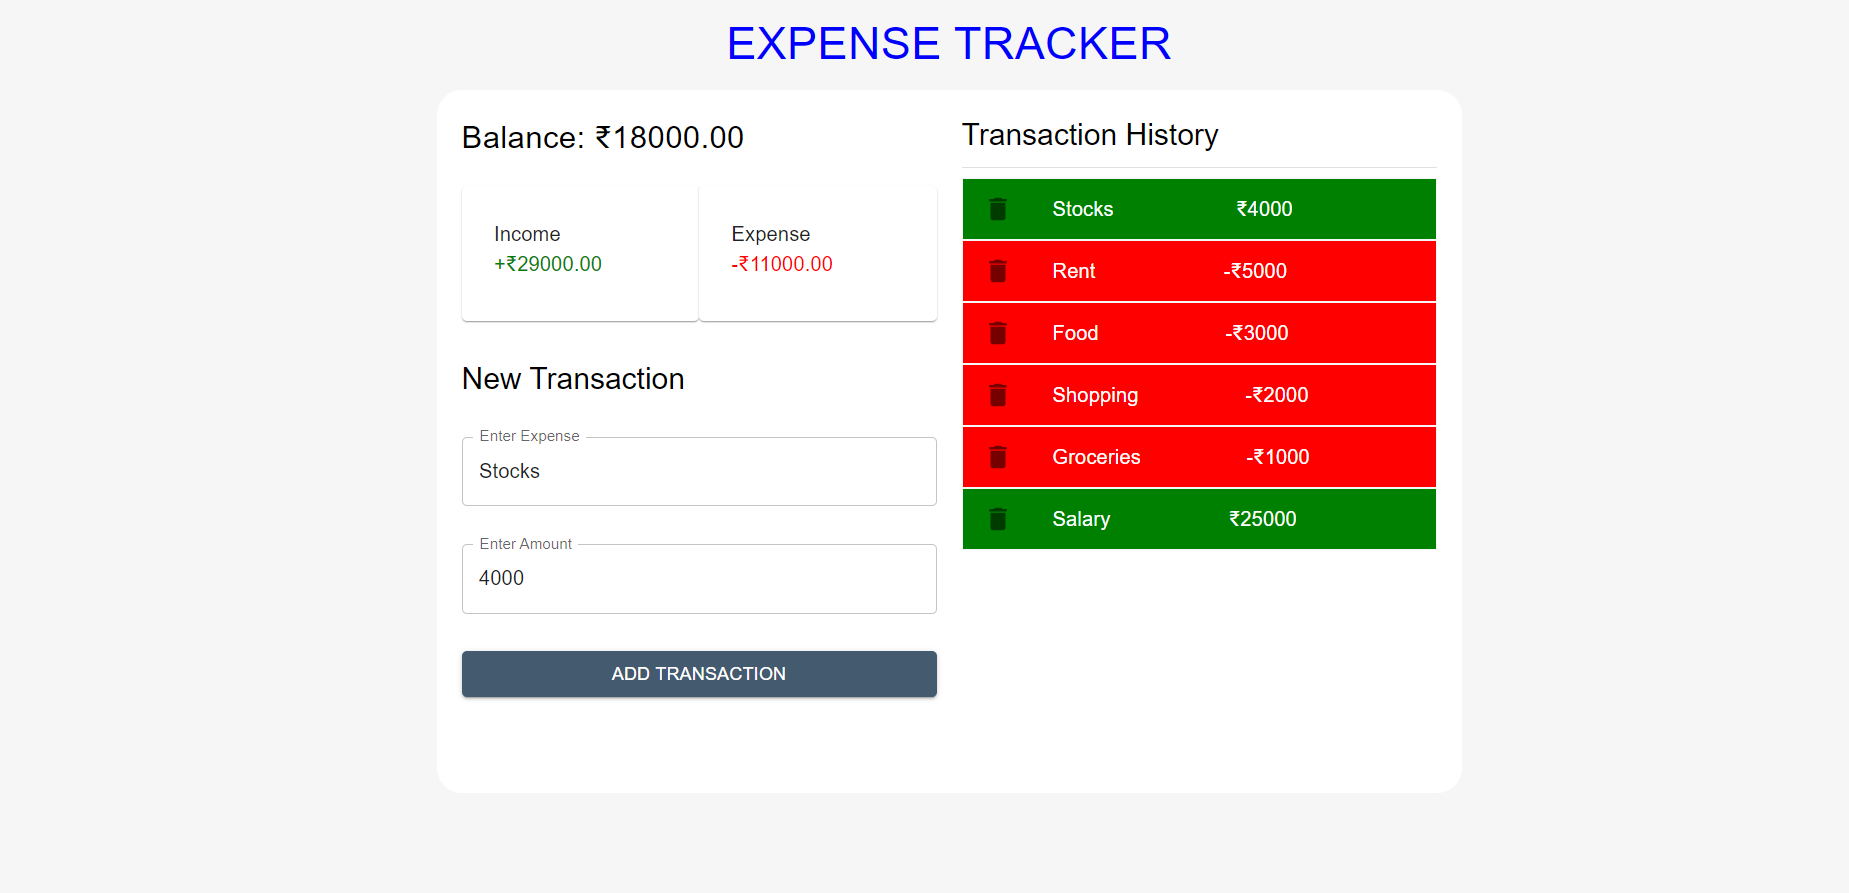 EXPENSE TRACKER
Balance: ₹18000.00
Income
+₹29000.00
Expense
-₹11000.00
New Transaction
Enter Expense
Stocks
Enter Amount
4000
ADD TRANSACTION
Transaction History
Stocks ₹4000
Rent -₹5000
Food -₹3000
Shopping -₹2000
Groceries -₹1000
Salary ₹25000